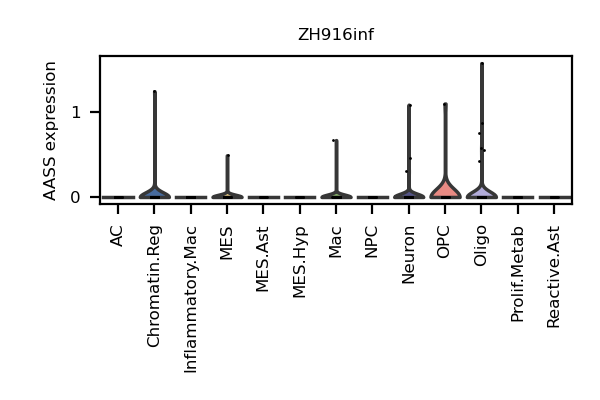 ZH916inf
AASS expression
1
0
AC
Chromatin.Reg
Inflammatory.Mac
MES
MES.Ast
MES.Hyp
Mac
NPC
Neuron
OPC
Oligo
Prolif.Metab
Reactive.Ast